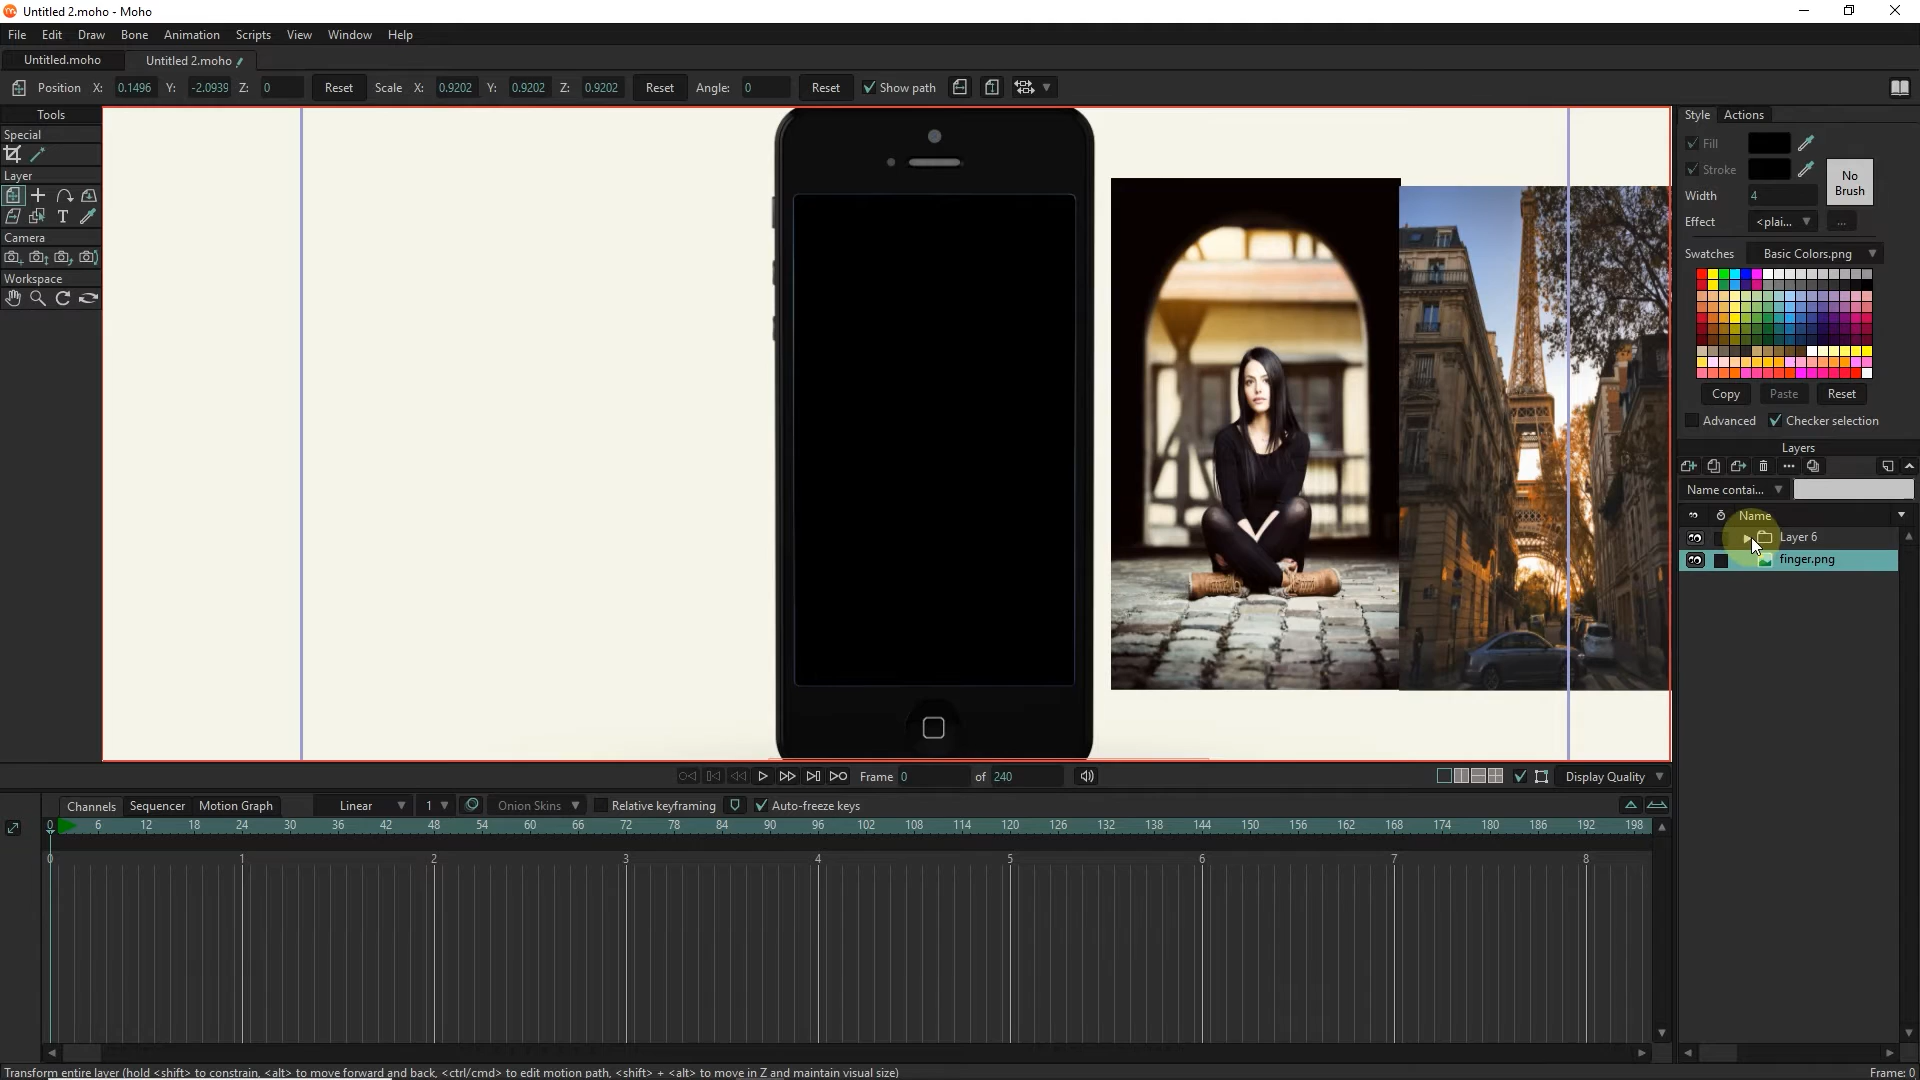 Untitled 2.moho - Moho
File Edit Draw Bone Animation Scripts View Window Help
Untitled.moho Untitled 2.moho
Position X: 0.1496 Y: -2.0939 Z: 0 Reset Scale X: 0.9202 Y: 0.9202 Z: 0.9202 Reset Angle: 0 Reset Show path
Tools
Special
Layer
T
Camera
Workspace
Style Actions
Fill
Stroke
No Brush
Width 4
Effect <plai... ...
Swatches Basic Colors.png
Copy Paste Reset
Advanced Checker selection
Layers
Name contai...
Name
Layer 6
finger.png
Frame 0 of 240 Display Quality
Channels Sequencer Motion Graph Linear 1 Onion Skins Relative keyframing Auto-freeze keys
0 6 12 18 24 30 36 42 48 54 60 66 72 78 84 90 96 102 108 114 120 126 132 138 144 150 156 162 168 174 180 186 192 198
0 1 2 3 4 5 6 7 8
Transform entire layer (hold <shift> to constrain, <alt> to move forward and back, <ctrl/cmd> to edit motion path, <shift> + <alt> to move in Z and maintain visual size) Frame: 0